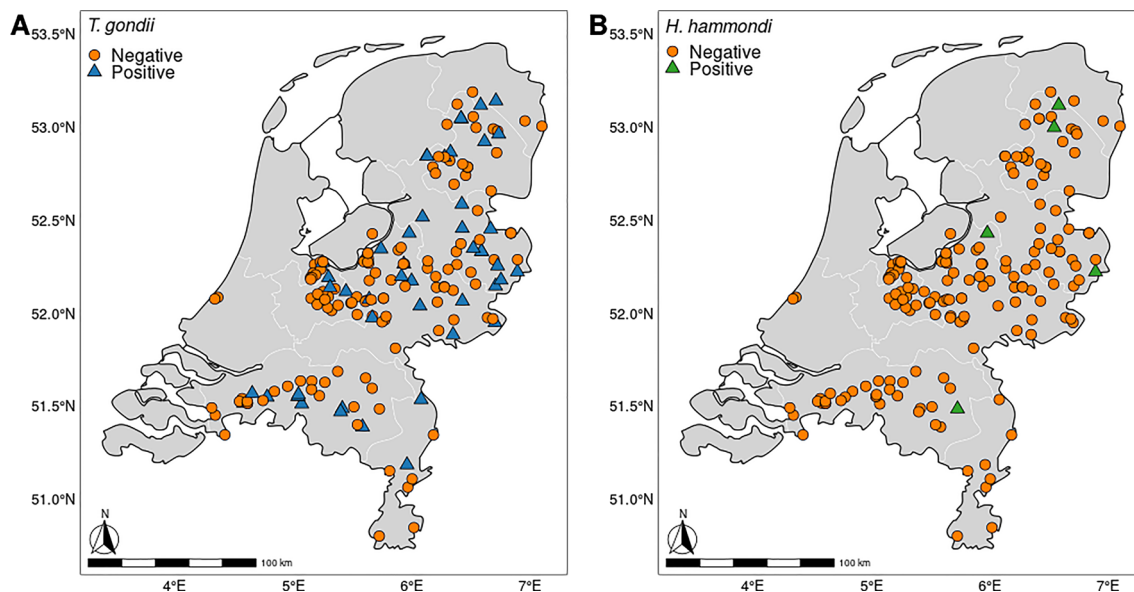 A
T. gondii
Negative
Positive
53.5°N
53.0°N
52.5°N
52.0°N
51.5°N
51.0°N
N
100 km
4°E 5°E 6°E 7°E
B
H. hammondi
Negative
Positive
53.5°N
53.0°N
52.5°N
52.0°N
51.5°N
51.0°N
N
100 km
4°E 5°E 6°E 7°E